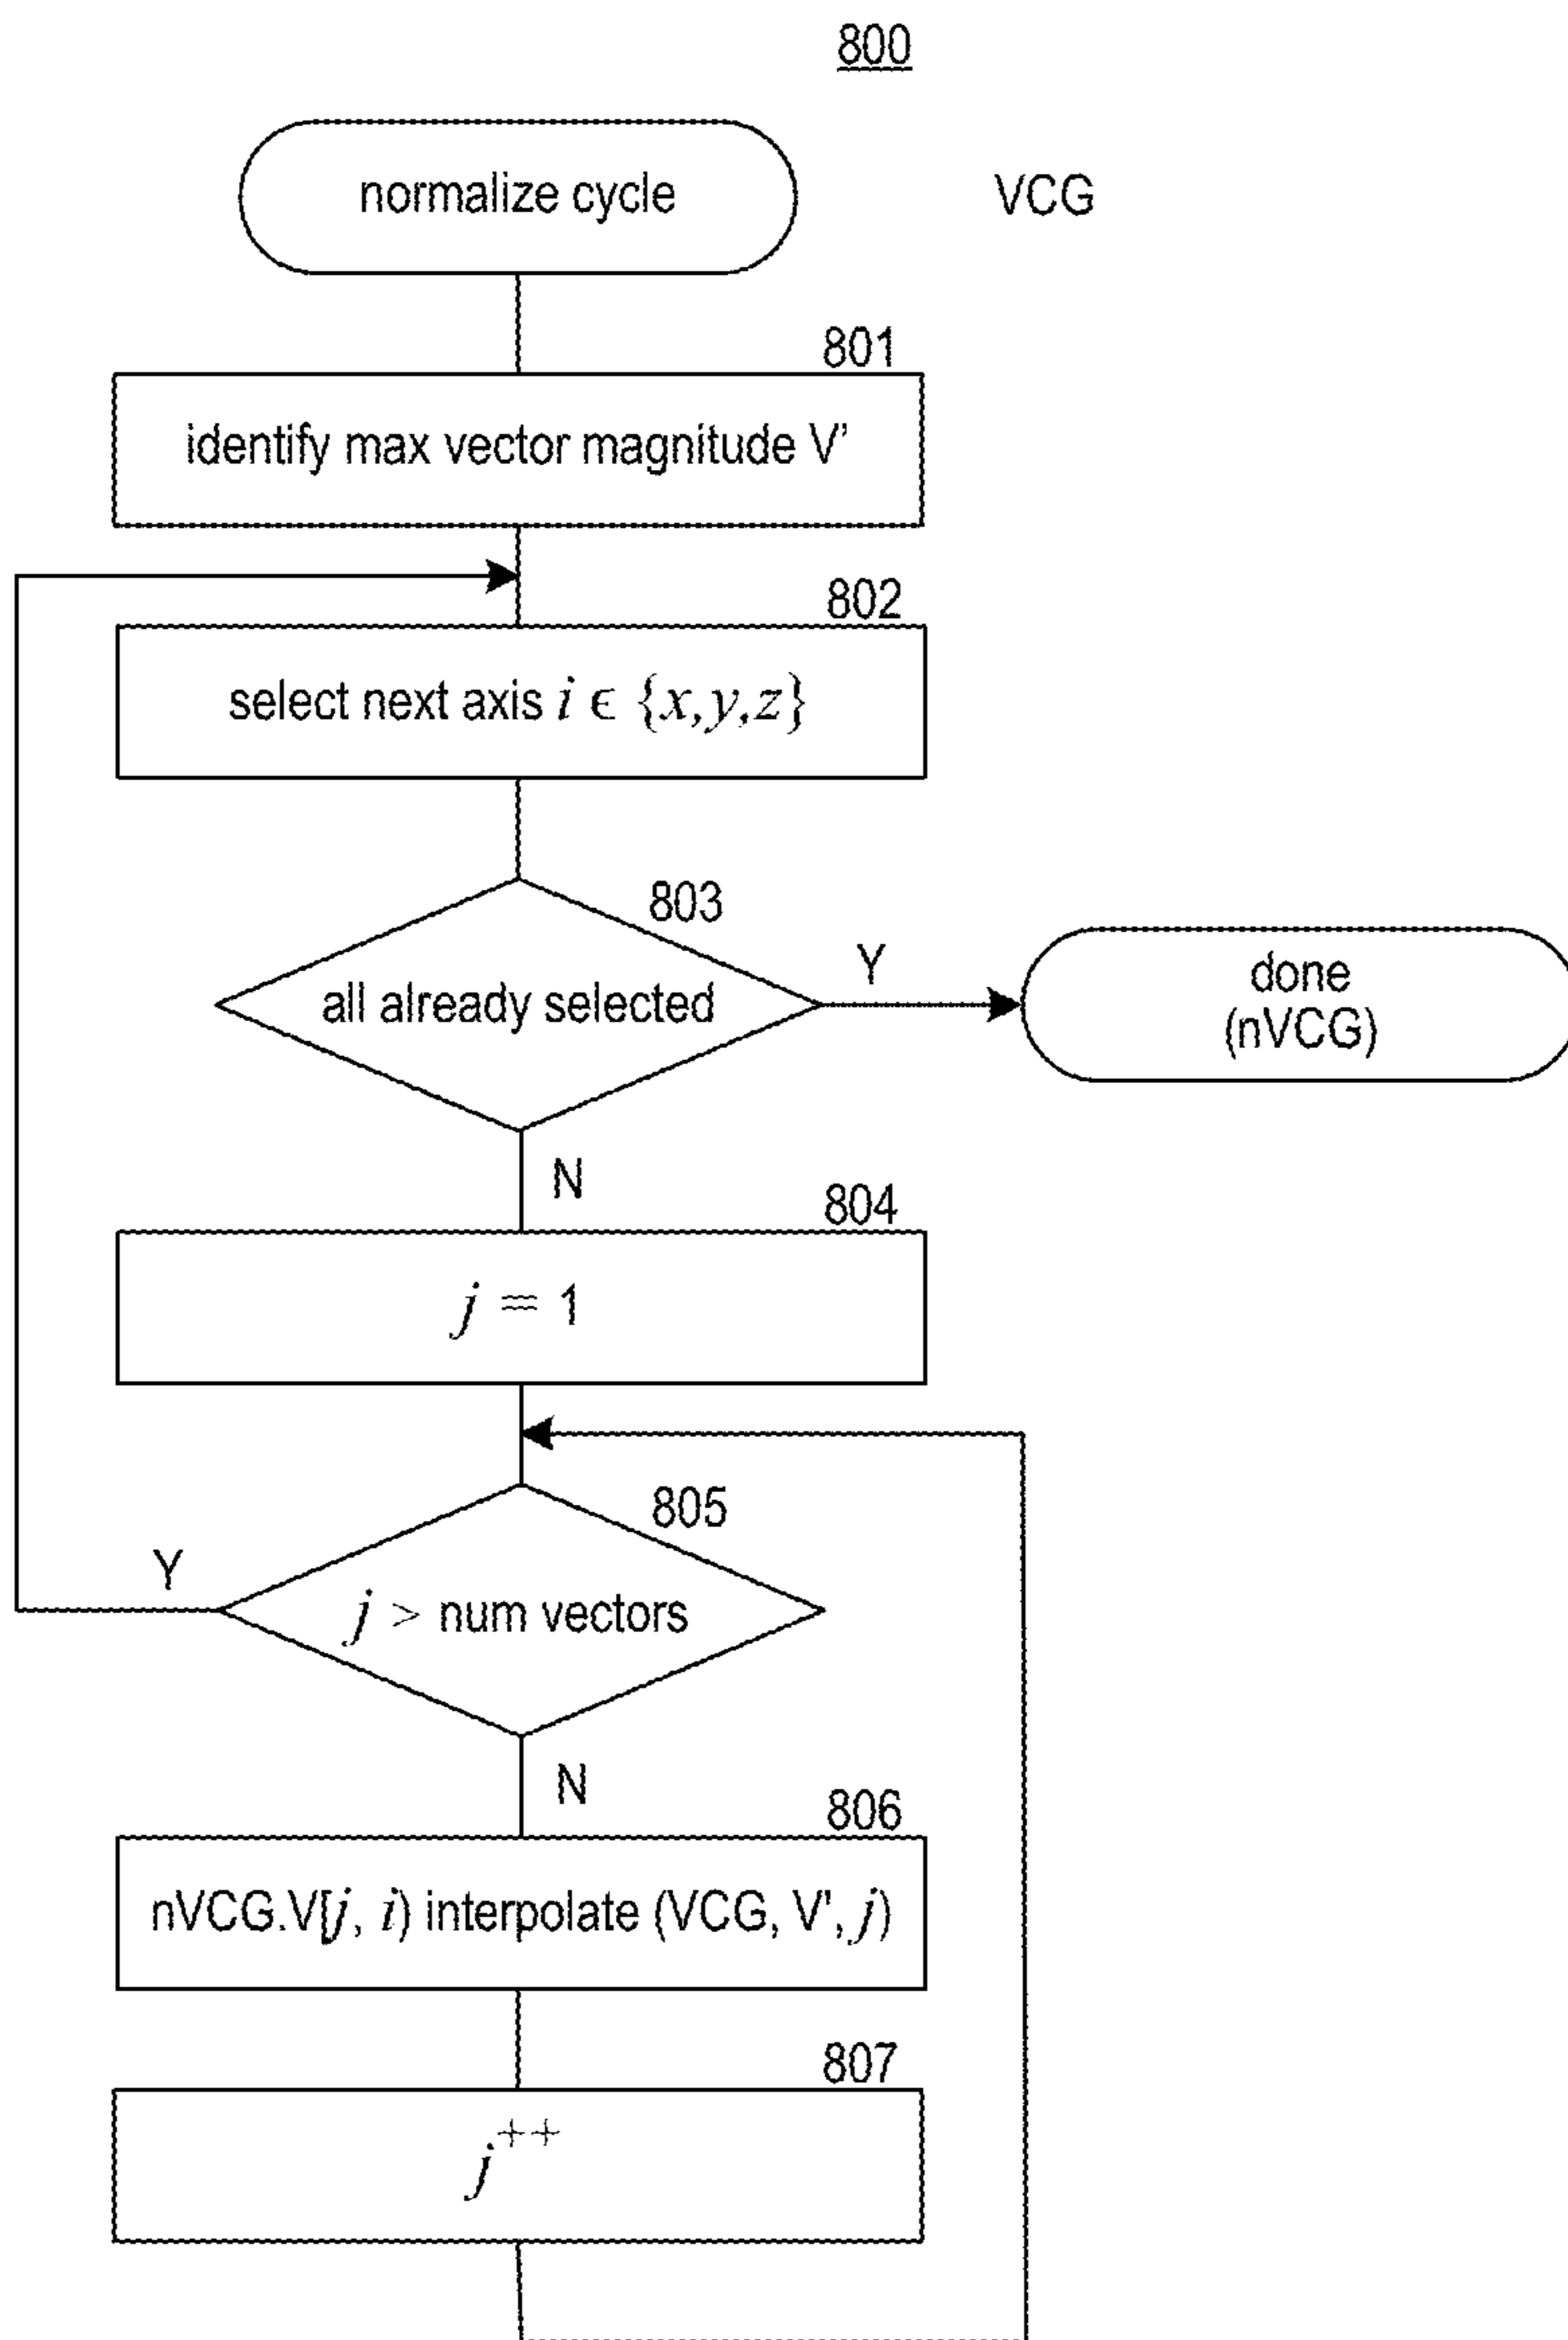 800
normalize cycle
VCG
801
identify max vector magnitude V'
802
select next axis i ϵ {x,y,z}
803
all already selected
Y
done
(nVCG)
N
804
j = 1
805
Y
j > num vectors
N
806
nVCG.V[j, i) interpolate (VCG, V', j)
807
j++